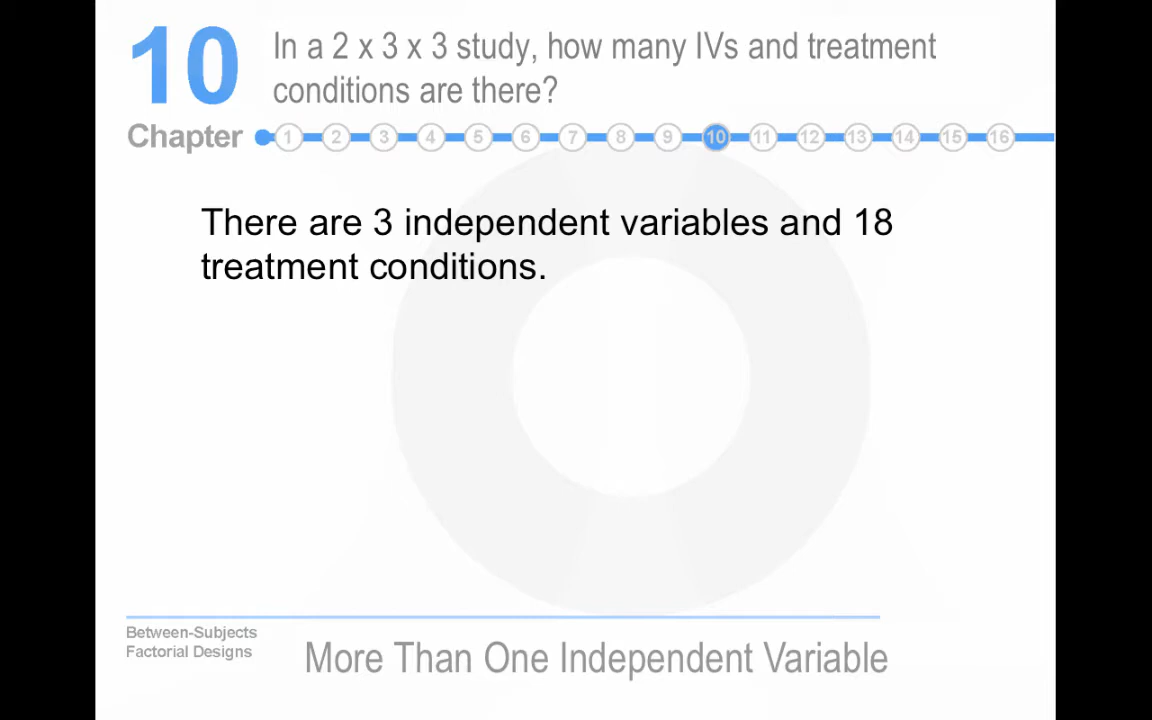 10
In a 2 x 3 x 3 study, how many IVs and treatment
conditions are there?
Chapter
1 2 3 4 5 6 7 8 9 10 11 12 13 14 15 16
There are 3 independent variables and 18
treatment conditions.
Between-Subjects
Factorial Designs
More Than One Independent Variable